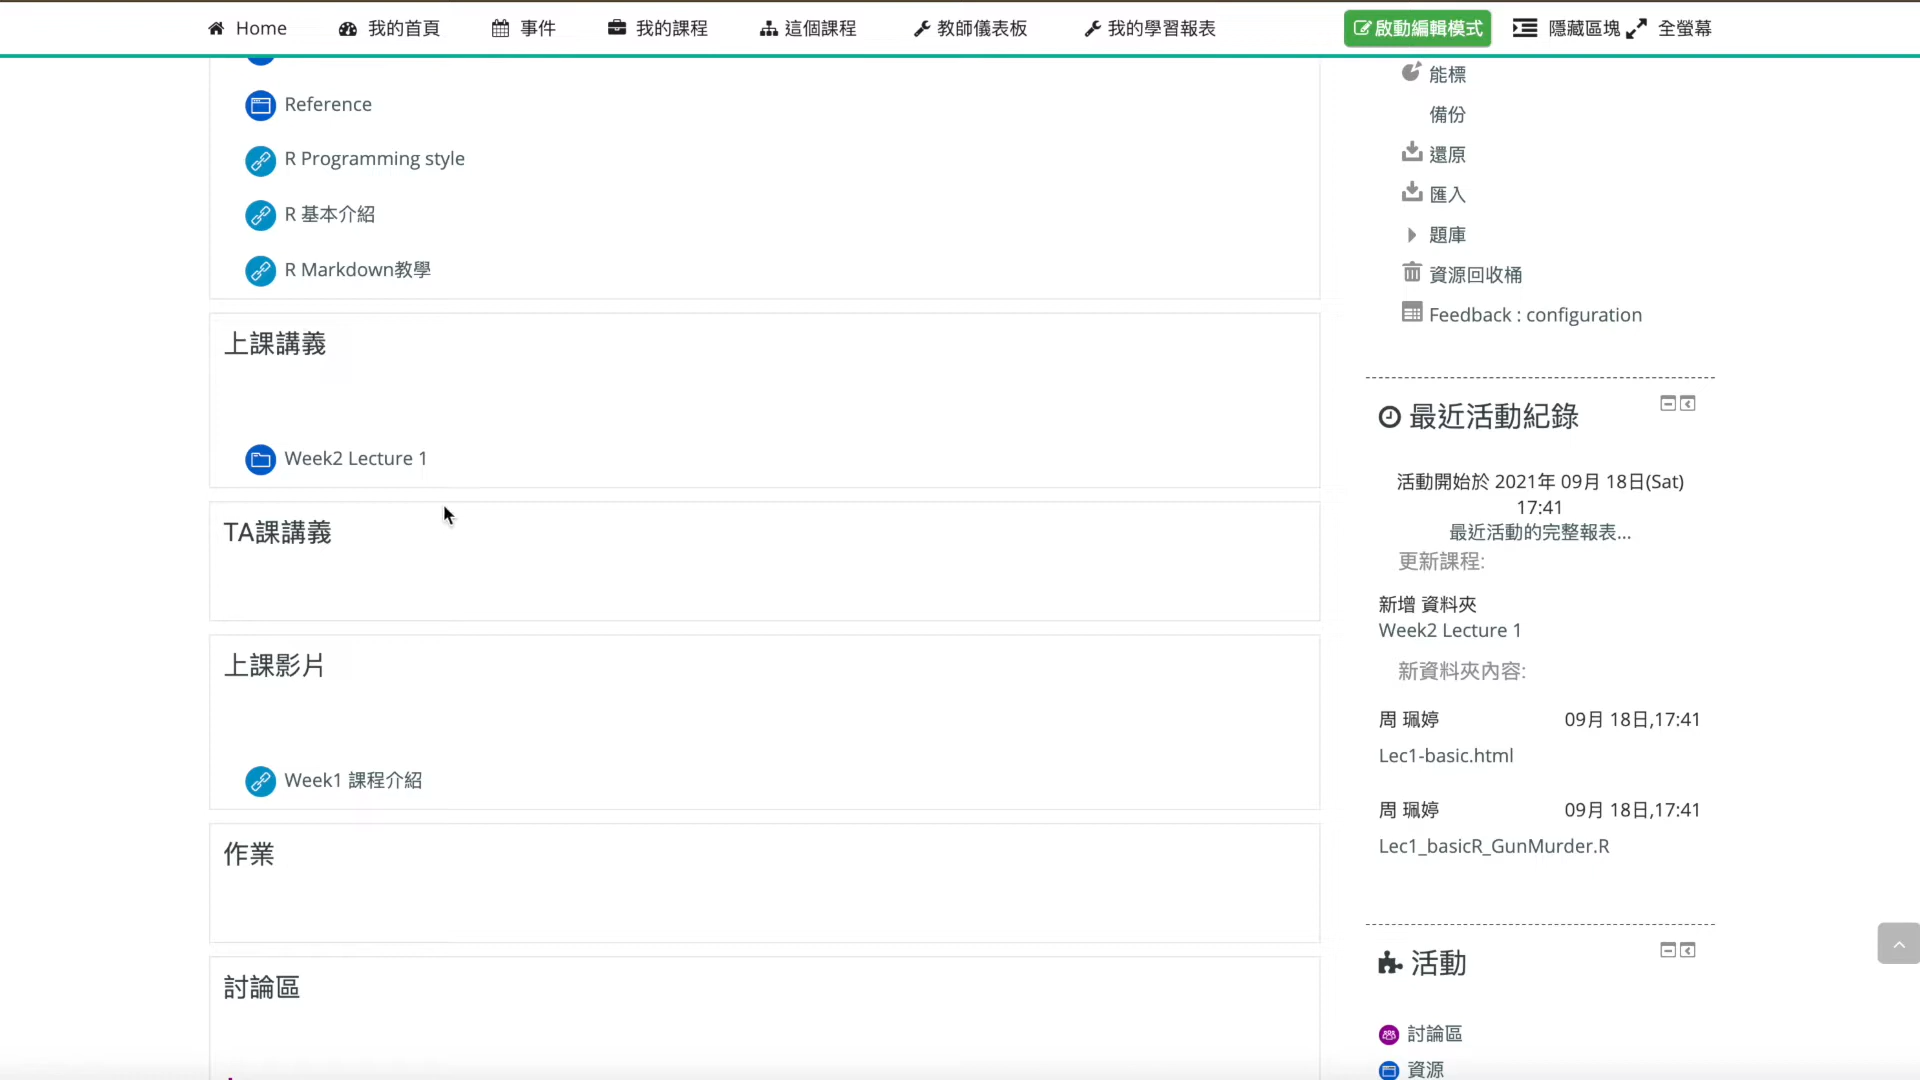 Home 我的首頁 事件 我的課程 這個課程 教師儀表板 我的學習報表 啟動編輯模式 隱藏區塊 全螢幕
Reference
R Programming style
R 基本介紹
R Markdown教學
上課講義
Week2 Lecture 1
TA課講義
上課影片
Week1 課程介紹
作業
討論區
能標
備份
還原
匯入
題庫
資源回收桶
Feedback : configuration
最近活動紀錄
活動開始於 2021年 09月 18日(Sat)
17:41
最近活動的完整報表...
更新課程:
新增 資料夾
Week2 Lecture 1
新資料夾內容:
周 珮婷 09月 18日,17:41
Lec1-basic.html
周 珮婷 09月 18日,17:41
Lec1_basicR_GunMurder.R
活動
討論區
資源